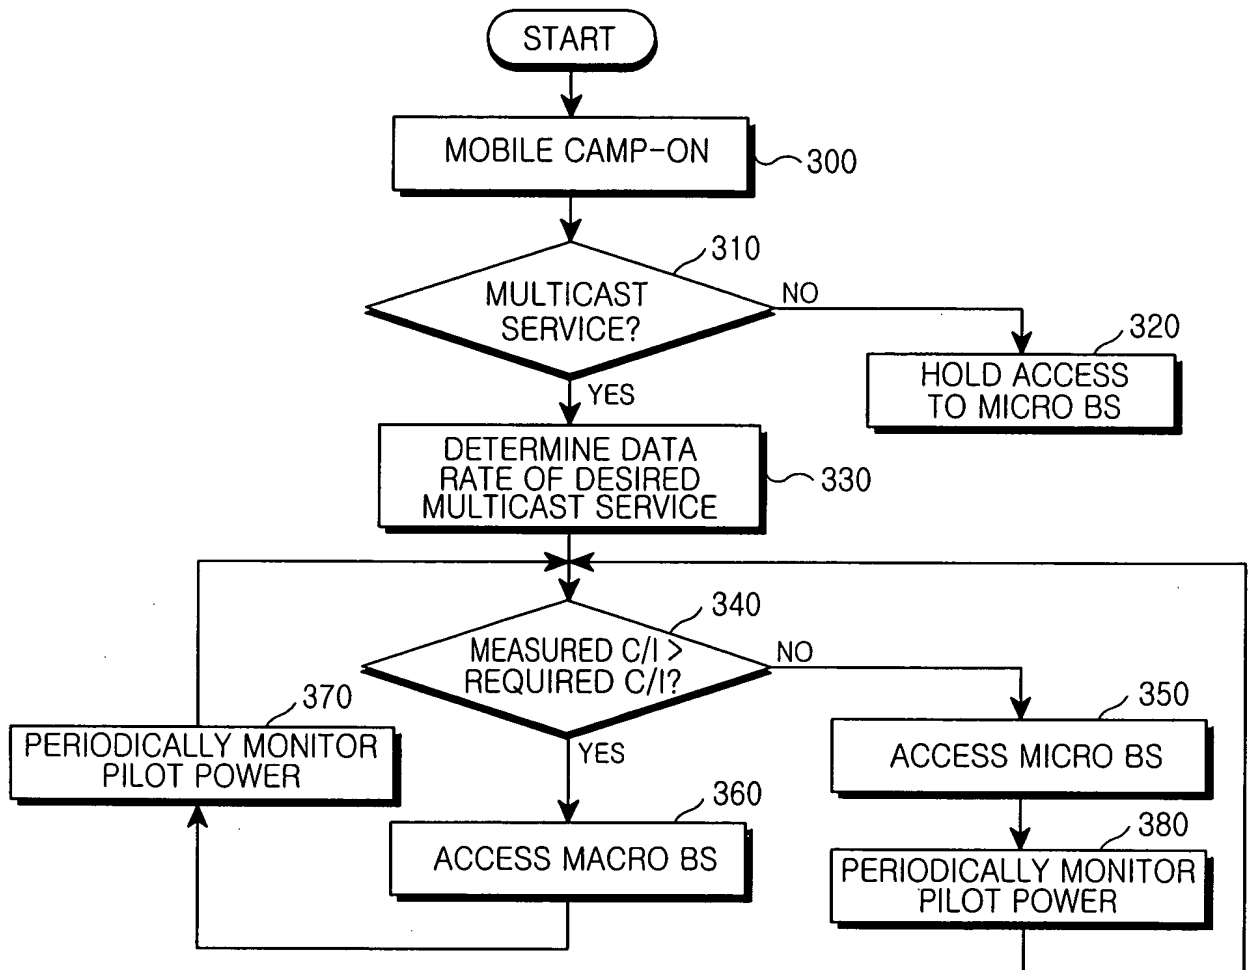 START
MOBILE CAMP-ON
300
310
MULTICAST
SERVICE?
NO
320
HOLD ACCESS
TO MICRO BS
YES
DETERMINE DATA
RATE OF DESIRED
MULTICAST SERVICE
330
340
MEASURED C/I >
REQUIRED C/I?
NO
370
PERIODICALLY MONITOR
PILOT POWER
YES
350
ACCESS MICRO BS
360
ACCESS MACRO BS
380
PERIODICALLY MONITOR
PILOT POWER